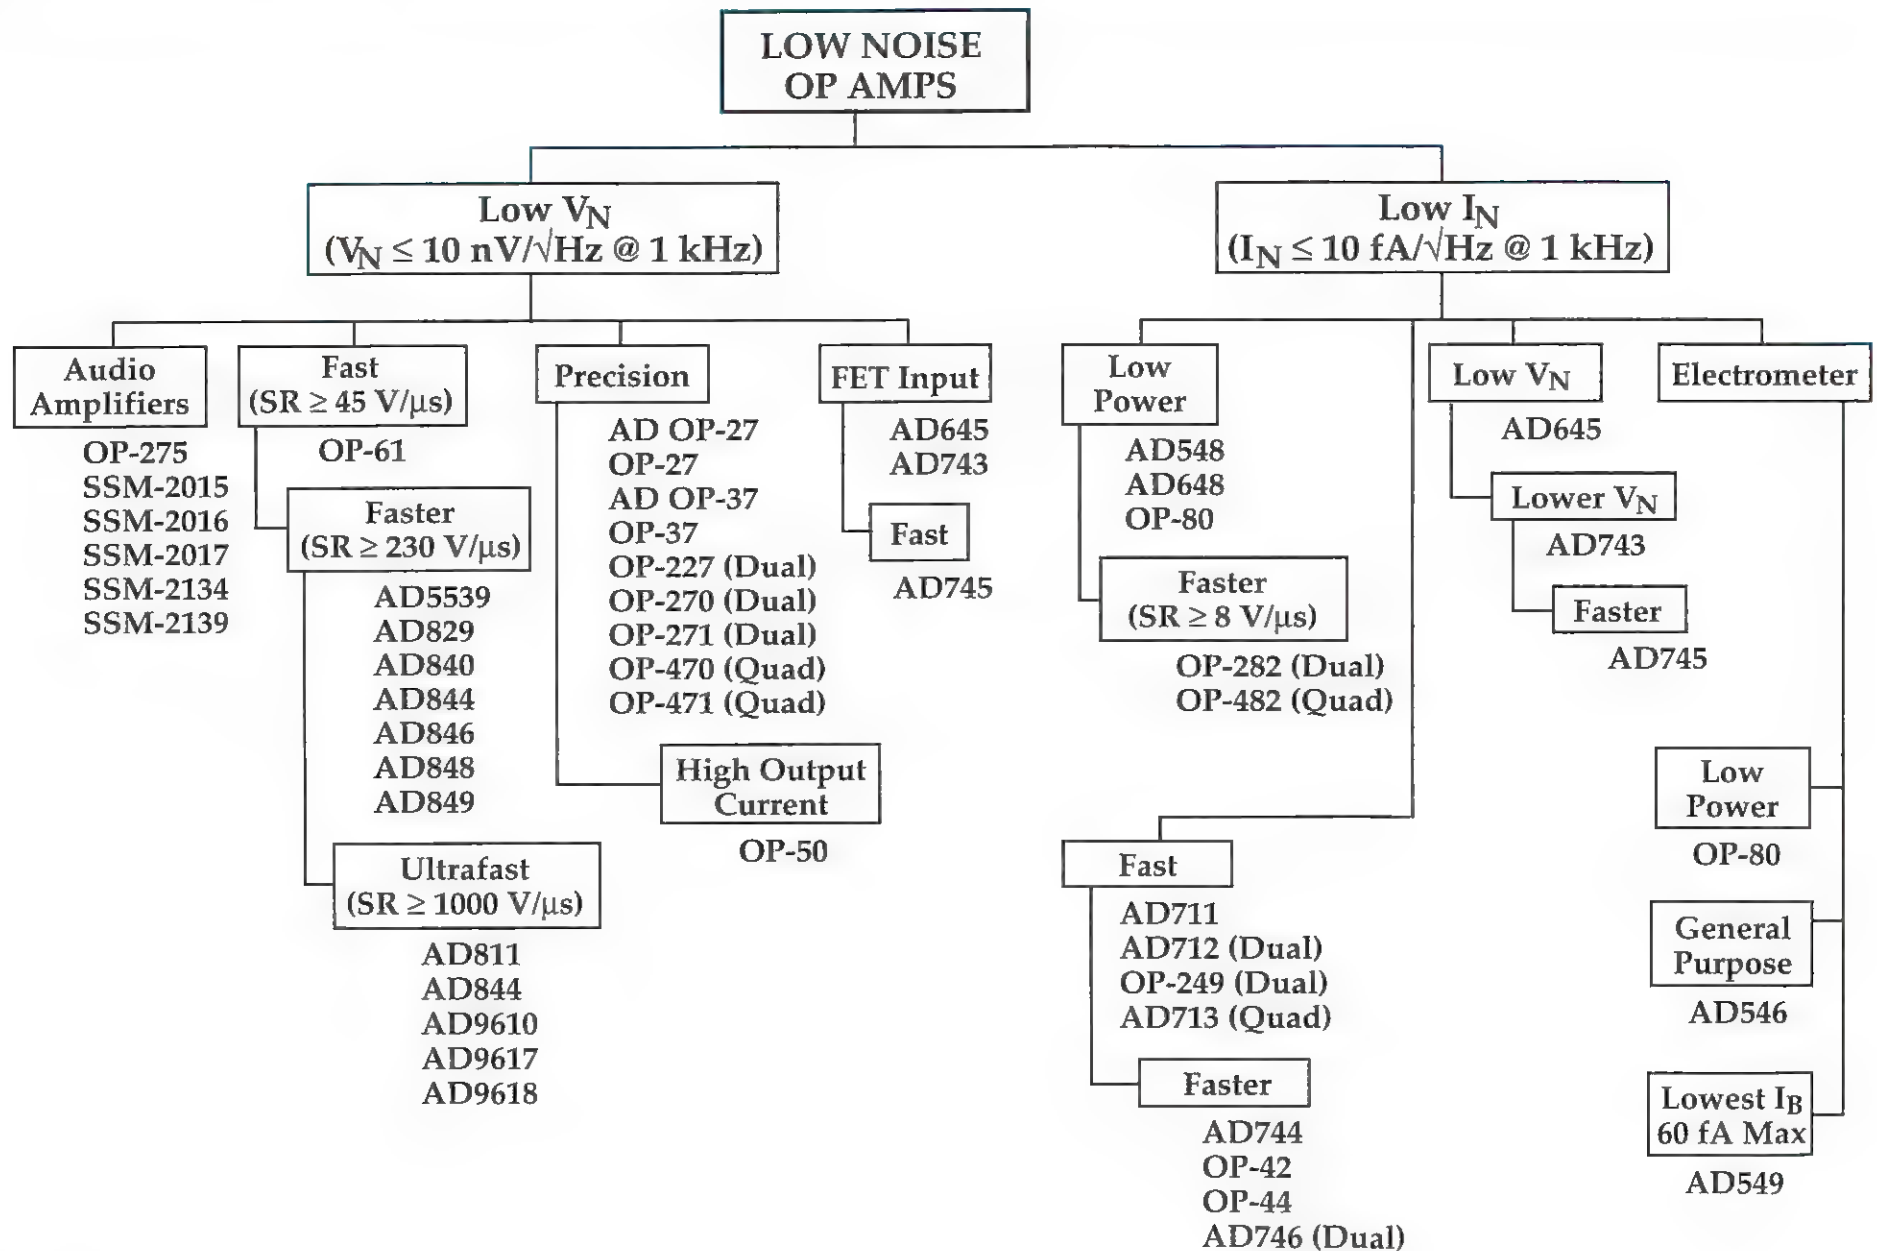 LOW NOISE
OP AMPS
Low VN
(VN ≤ 10 nV/√Hz @ 1 kHz)
Audio
Amplifiers
OP-275
SSM-2015
SSM-2016
SSM-2017
SSM-2134
SSM-2139
Fast
(SR ≥ 45 V/μs)
OP-61
Faster
(SR ≥ 230 V/μs)
AD5539
AD829
AD840
AD844
AD846
AD848
AD849
Ultrafast
(SR ≥ 1000 V/μs)
AD811
AD844
AD9610
AD9617
AD9618
Precision
AD OP-27
OP-27
AD OP-37
OP-37
OP-227 (Dual)
OP-270 (Dual)
OP-271 (Dual)
OP-470 (Quad)
OP-471 (Quad)
High Output
Current
OP-50
FET Input
AD645
AD743
Fast
AD745
Low IN
(IN ≤ 10 fA/√Hz @ 1 kHz)
Low
Power
AD548
AD648
OP-80
Faster
(SR ≥ 8 V/μs)
OP-282 (Dual)
OP-482 (Quad)
Fast
AD711
AD712 (Dual)
OP-249 (Dual)
AD713 (Quad)
Faster
AD744
OP-42
OP-44
AD746 (Dual)
Low VN
AD645
Lower VN
AD743
Faster
AD745
Electrometer
Low
Power
OP-80
General
Purpose
AD546
Lowest IB
60 fA Max
AD549